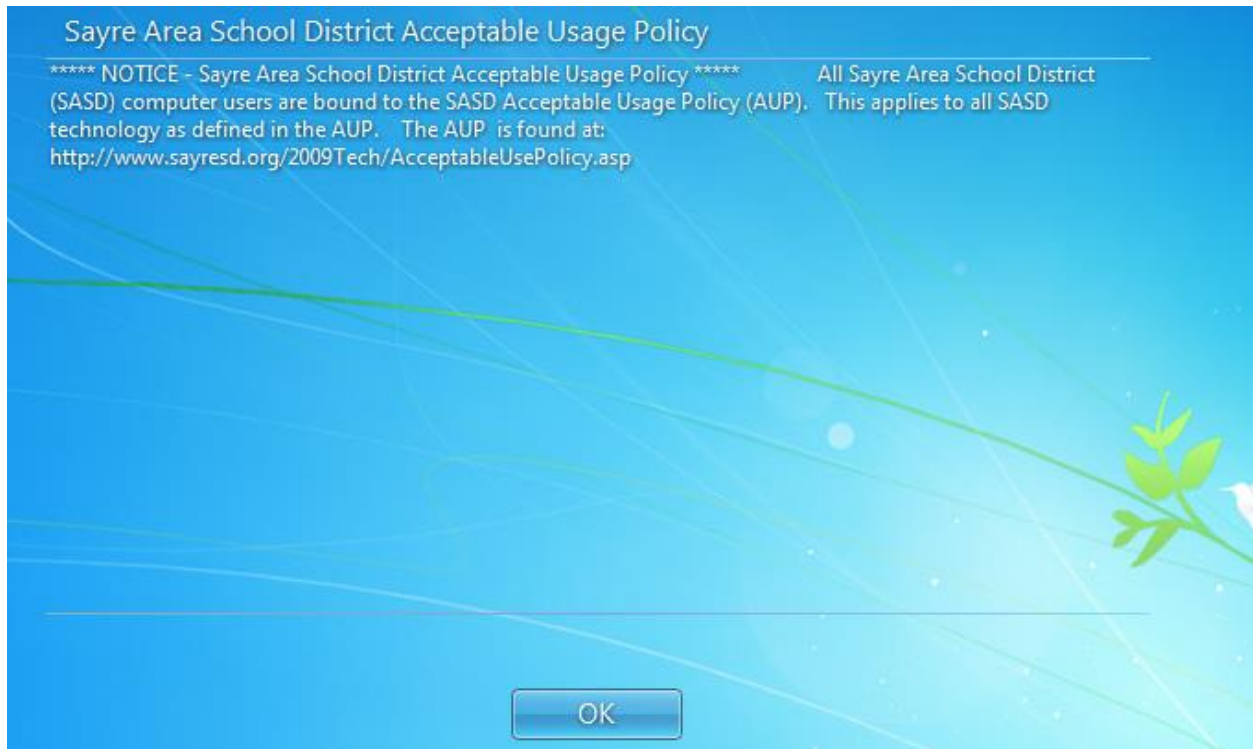 Sayre Area School District Acceptable Usage Policy
***** NOTICE - Sayre Area School District Acceptable Usage Policy *****          All Sayre Area School District
(SASD) computer users are bound to the SASD Acceptable Usage Policy (AUP).   This applies to all SASD
technology as defined in the AUP.    The AUP  is found at:
http://www.sayresd.org/2009Tech/AcceptableUsePolicy.asp
OK